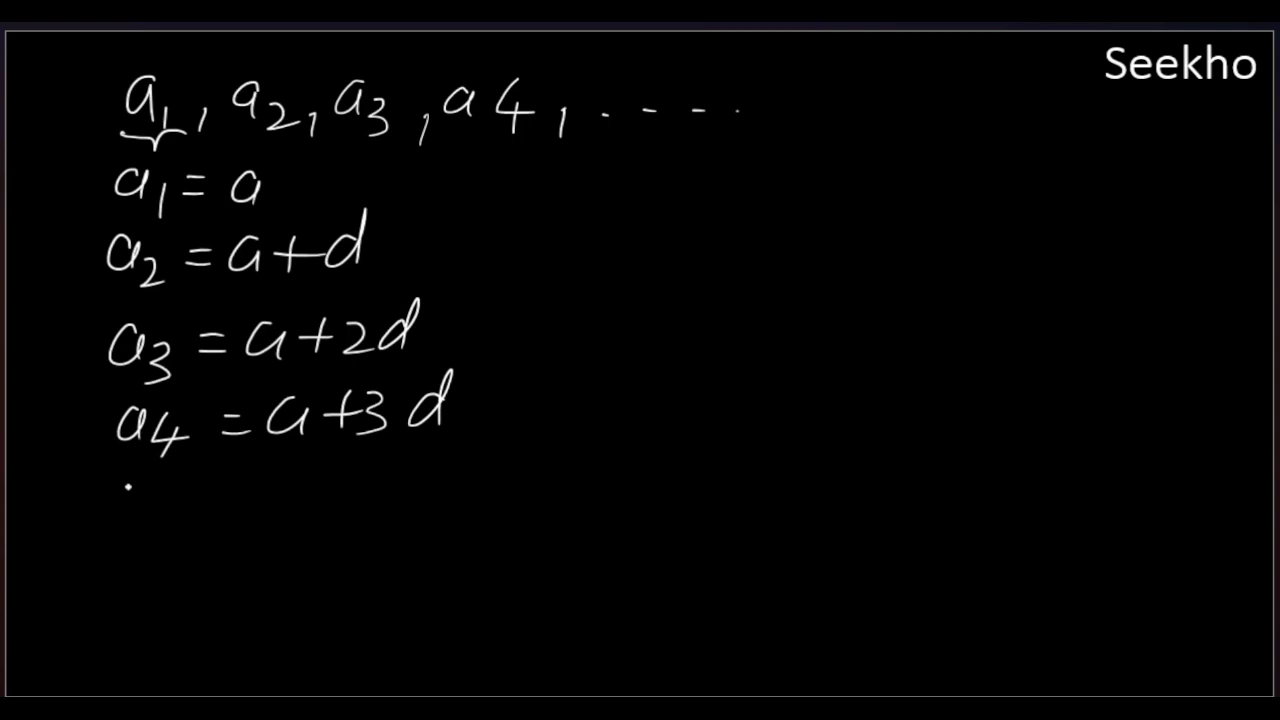 Seekho
a1, a2, a3, a4, . - - - .
a1 = a
a2 = a+d
a3 = a+2d
a4 = a+3d